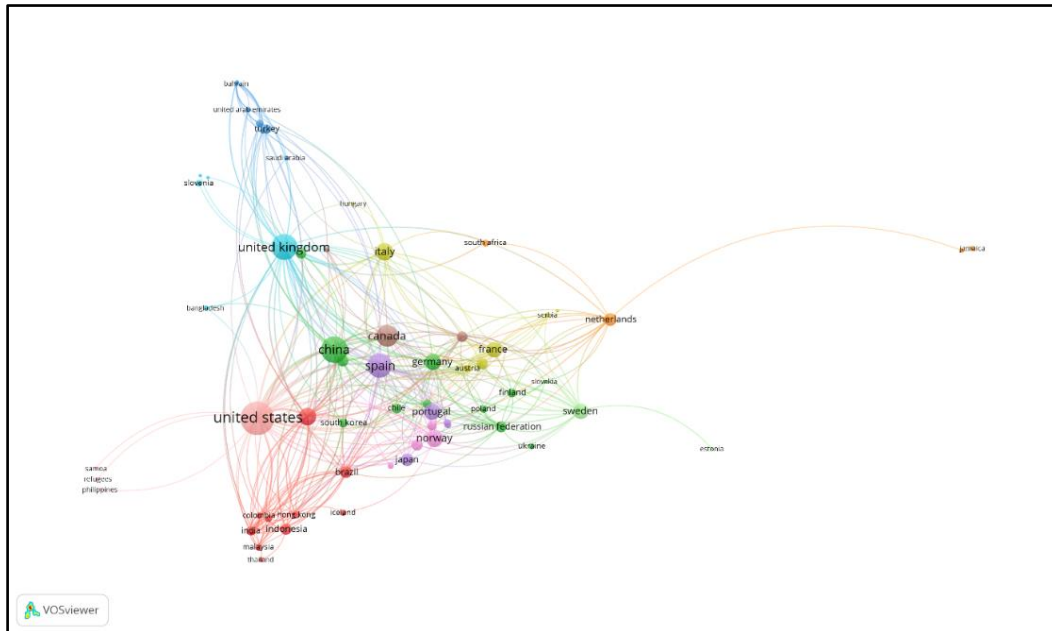 bahrain
united arab emirates
turkey
saudi arabia
slovenia
hungary
united kingdom
italy
south africa
jamaica
bangladesh
serbia
netherlands
canada
china
france
spain
germany
austria
slovakia
finland
chile
portugal
poland
sweden
united states
south korea
russian federation
norway
ukraine
estonia
japan
samoa
brazil
refugees
philippines
colombia
hong kong
iceland
india
indonesia
malaysia
thailand
VOSviewer